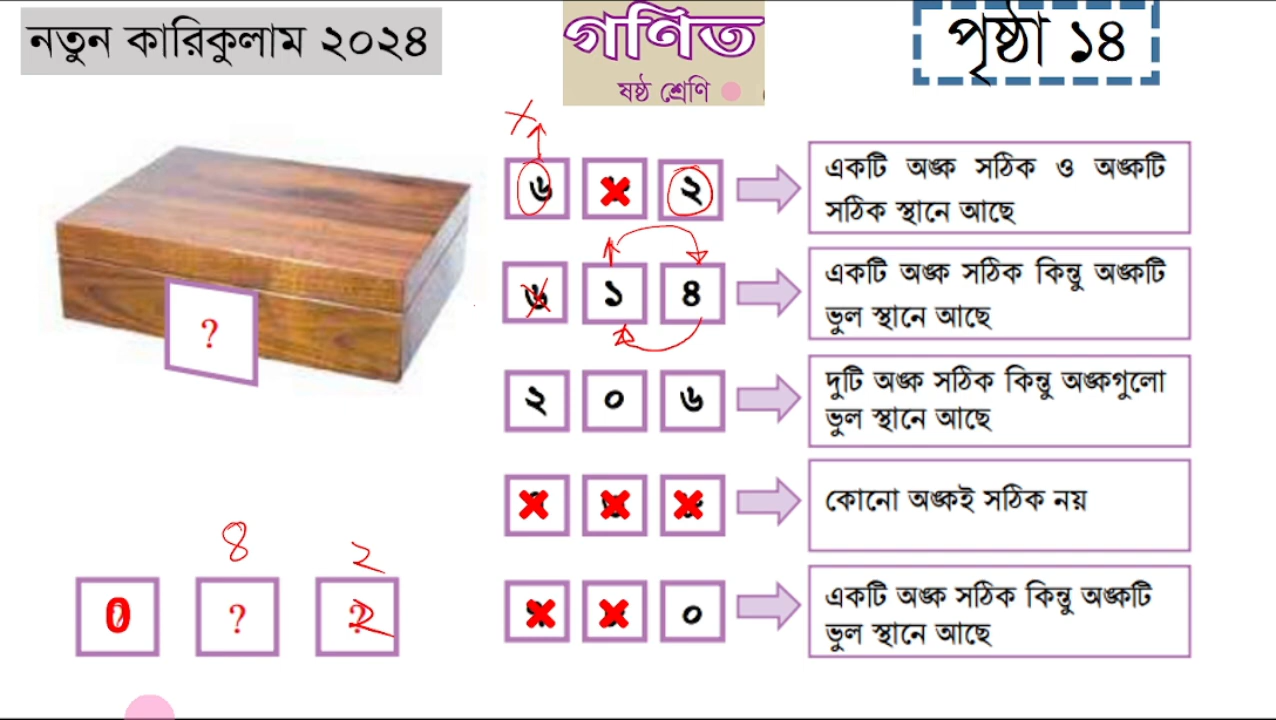 নতুন কারিকুলাম ২০২৪
গণিত
ষষ্ঠ শ্রেণি
পৃষ্ঠা ১৪
৬ ২
একটি অঙ্ক সঠিক ও অঙ্কটি
সঠিক স্থানে আছে
৬ ১ ৪
একটি অঙ্ক সঠিক কিন্তু অঙ্কটি
ভুল স্থানে আছে
?
২ ০ ৬
দুটি অঙ্ক সঠিক কিন্তু অঙ্কগুলো
ভুল স্থানে আছে
কোনো অঙ্কই সঠিক নয়
০
একটি অঙ্ক সঠিক কিন্তু অঙ্কটি
ভুল স্থানে আছে
৪ ২
0 ? ২